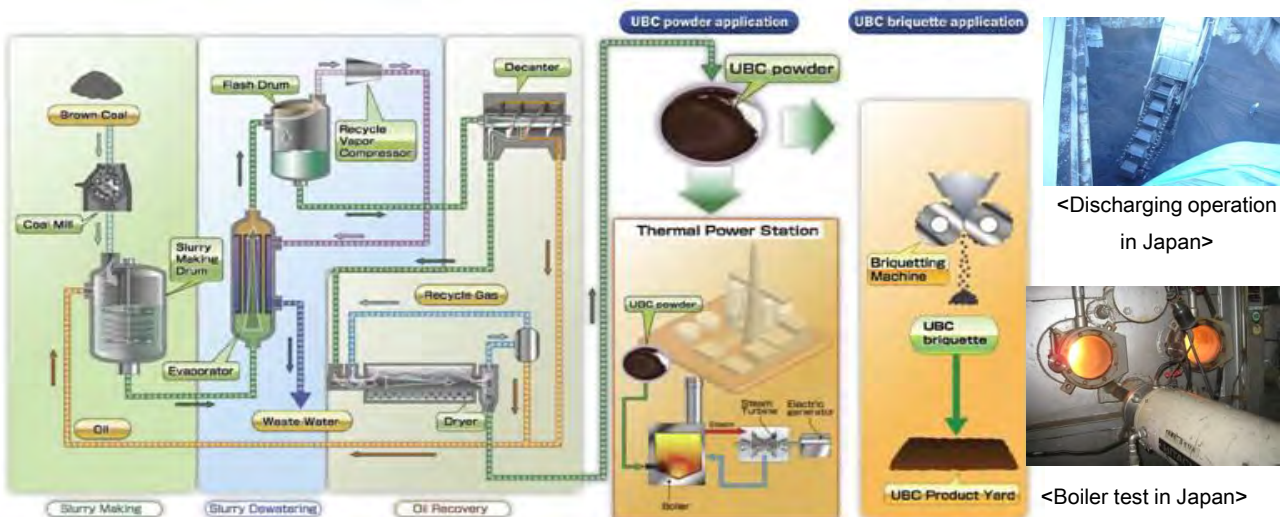 UBC powder application
UBC briquette application
Brown Coal
Coal Mill
Slurry
Making
Drum
Oil
Flash Drum
Recycle
Vapor
Compressor
Evaporator
Waste Water
Decanter
Recycle Gas
Dryer
Slurry Making
Slurry Dewatering
Oil Recovery
UBC powder
Thermal Power Station
UBC powder
Steam
Boiler
Steam
Turbine
Electric
generator
Briquetting
Machine
UBC
briquette
UBC Product Yard
<Discharging operation
in Japan>
<Boiler test in Japan>